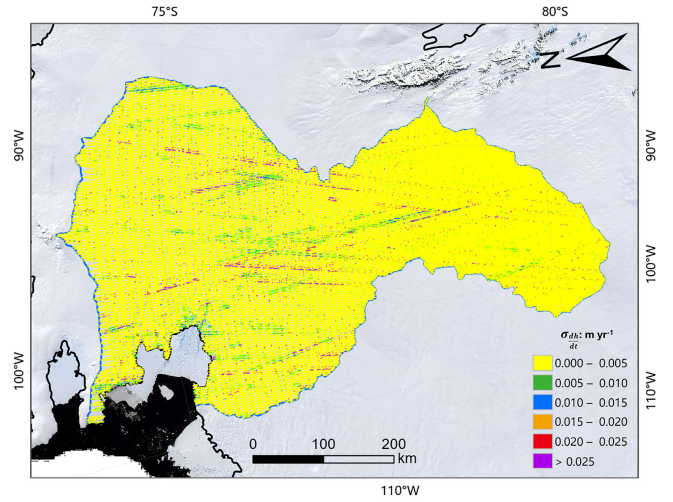 75°S 80°S
N
90°W 90°W
100°W
100°W
110°W
σ dh/dt: m yr⁻¹
0.000 – 0.005
0.005 – 0.010
0.010 – 0.015
0.015 – 0.020
0.020 – 0.025
> 0.025
0 100 200
km
110°W